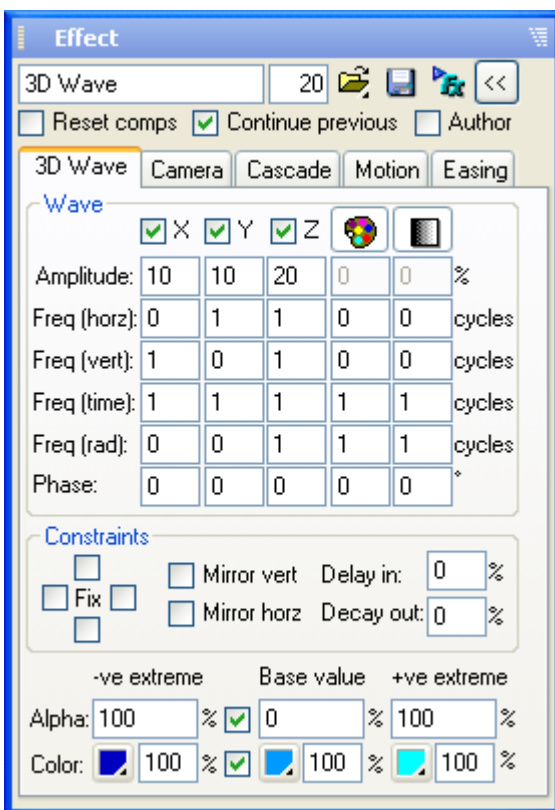 Effect
3D Wave 20 Fx <<
Reset comps Continue previous Author
3D Wave Camera Cascade Motion Easing
Wave
X Y Z
Amplitude: 10 10 20 0 0 %
Freq (horz): 0 1 1 0 0 cycles
Freq (vert): 1 0 1 0 0 cycles
Freq (time): 1 1 1 1 1 cycles
Freq (rad): 0 0 1 1 1 cycles
Phase: 0 0 0 0 0 °
Constraints
Fix Mirror vert Delay in: 0 %
Mirror horz Decay out: 0 %
-ve extreme Base value +ve extreme
Alpha: 100 % 0 % 100 %
Color: 100 % 100 % 100 %